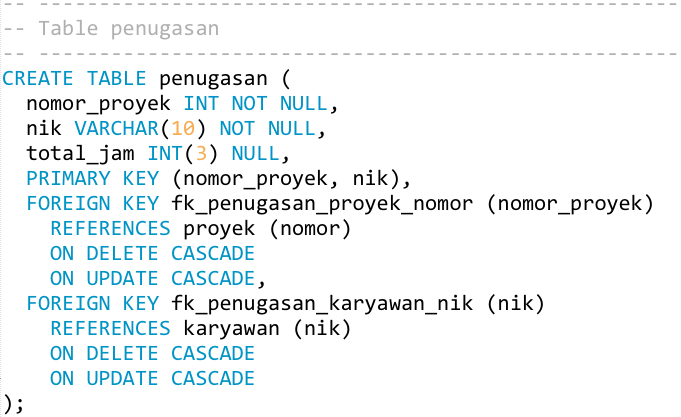 -- -----------------------------------------------------
-- Table penugasan
-- -----------------------------------------------------
CREATE TABLE penugasan (
  nomor_proyek INT NOT NULL,
  nik VARCHAR(10) NOT NULL,
  total_jam INT(3) NULL,
  PRIMARY KEY (nomor_proyek, nik),
  FOREIGN KEY fk_penugasan_proyek_nomor (nomor_proyek)
    REFERENCES proyek (nomor)
    ON DELETE CASCADE
    ON UPDATE CASCADE,
  FOREIGN KEY fk_penugasan_karyawan_nik (nik)
    REFERENCES karyawan (nik)
    ON DELETE CASCADE
    ON UPDATE CASCADE
);